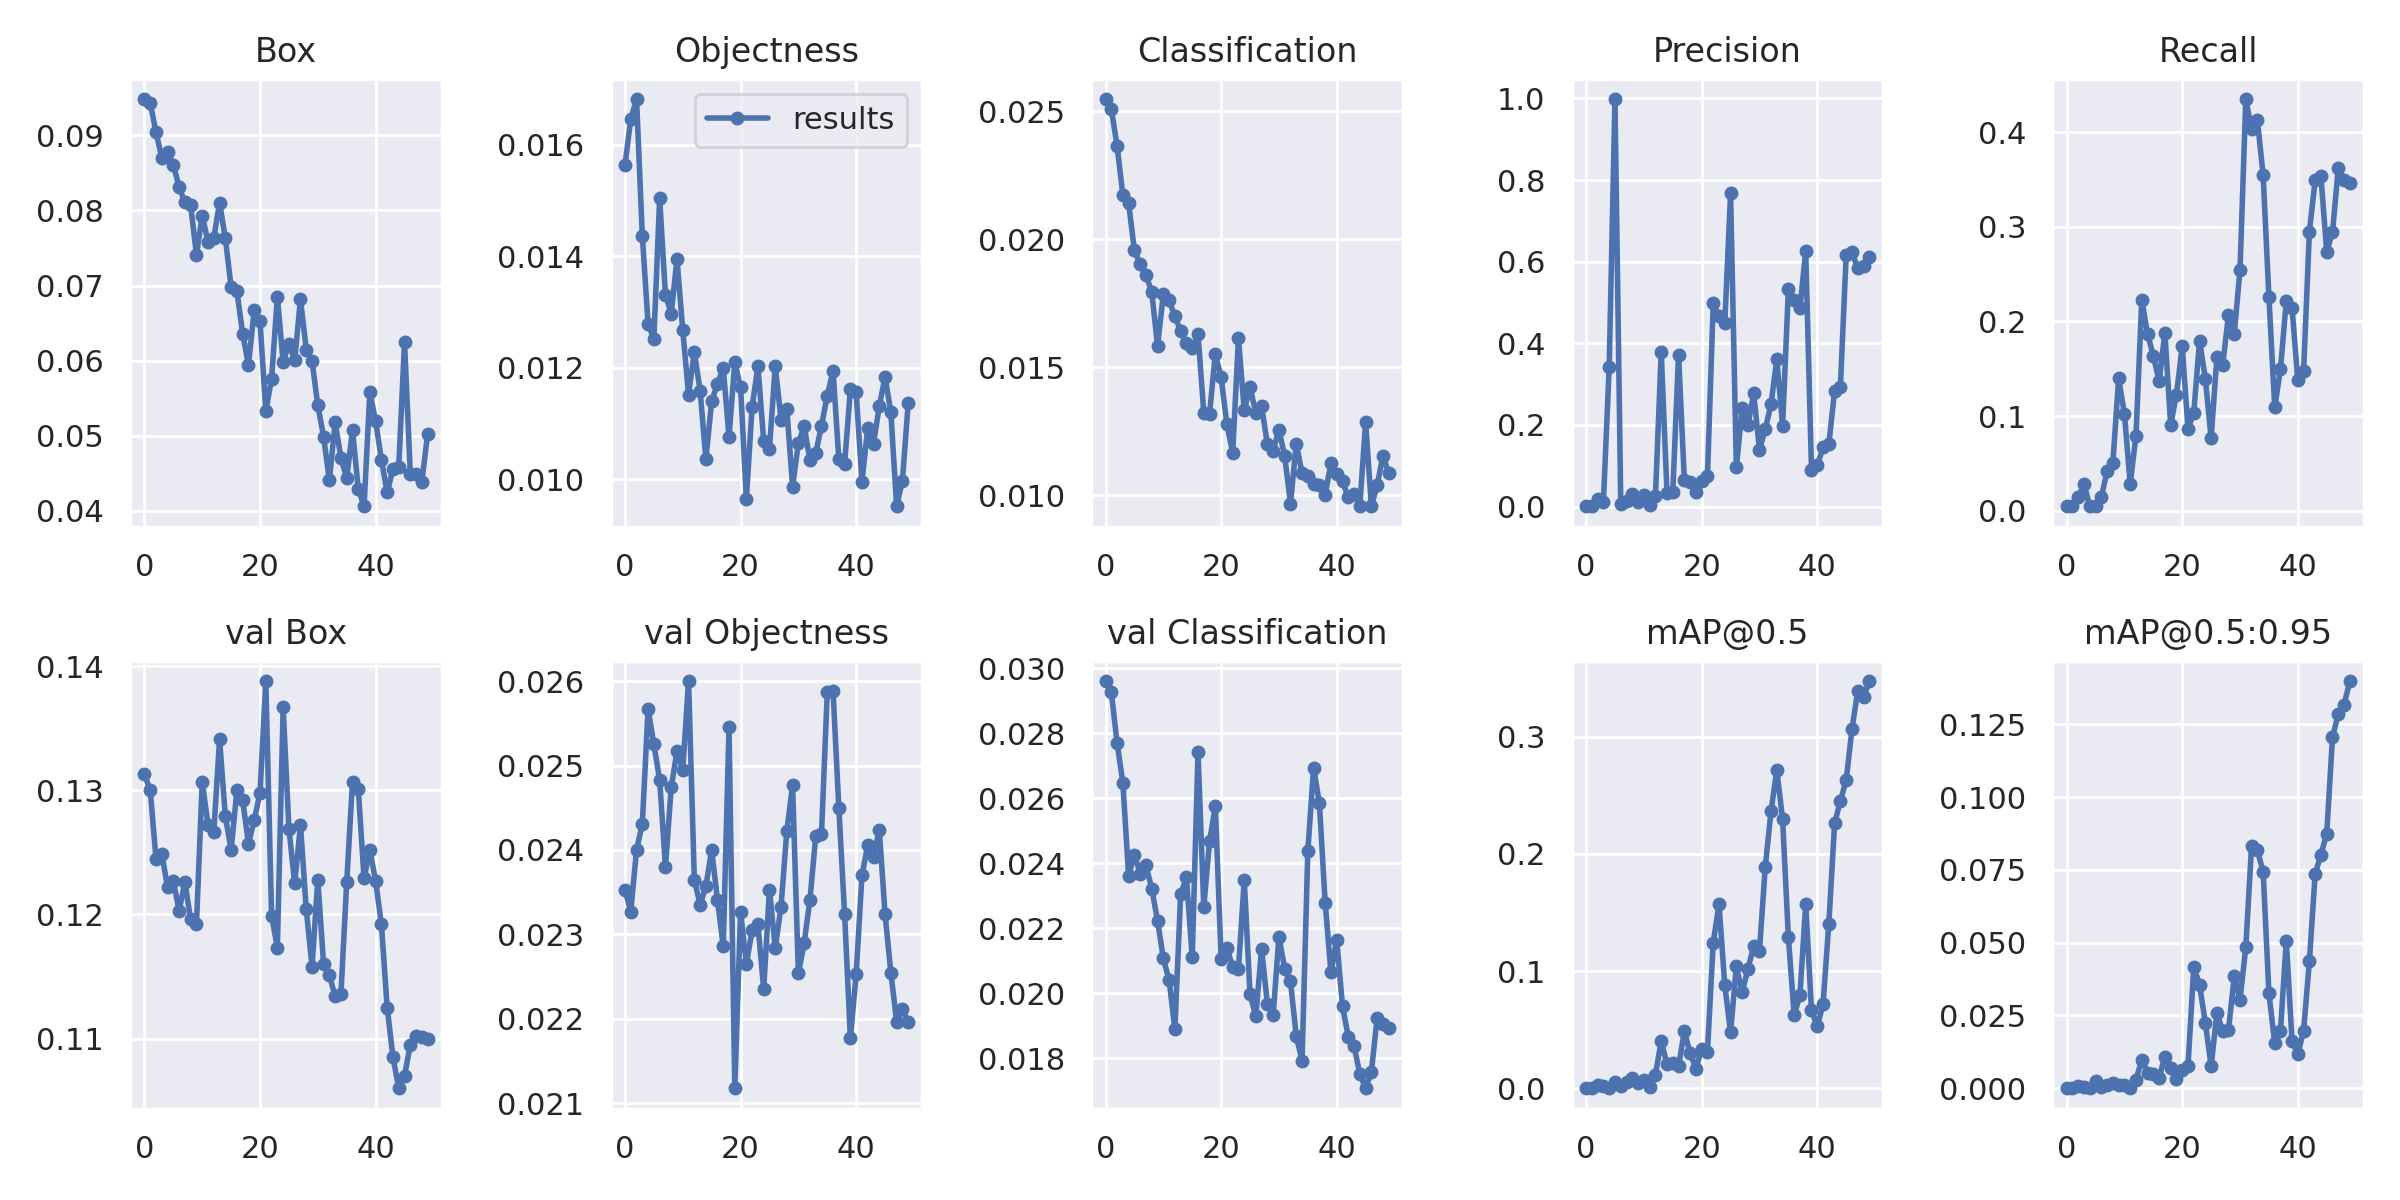 Box
Objectness
Classification
Precision
Recall
0.09
0.08
0.07
0.06
0.05
0.04
0 20 40
results
0.016
0.014
0.012
0.010
0 20 40
0.025
0.020
0.015
0.010
0 20 40
1.0
0.8
0.6
0.4
0.2
0.0
0 20 40
0.4
0.3
0.2
0.1
0.0
0 20 40
val Box
val Objectness
val Classification
mAP@0.5
mAP@0.5:0.95
0.14
0.13
0.12
0.11
0 20 40
0.026
0.025
0.024
0.023
0.022
0.021
0 20 40
0.030
0.028
0.026
0.024
0.022
0.020
0.018
0 20 40
0.3
0.2
0.1
0.0
0 20 40
0.125
0.100
0.075
0.050
0.025
0.000
0 20 40